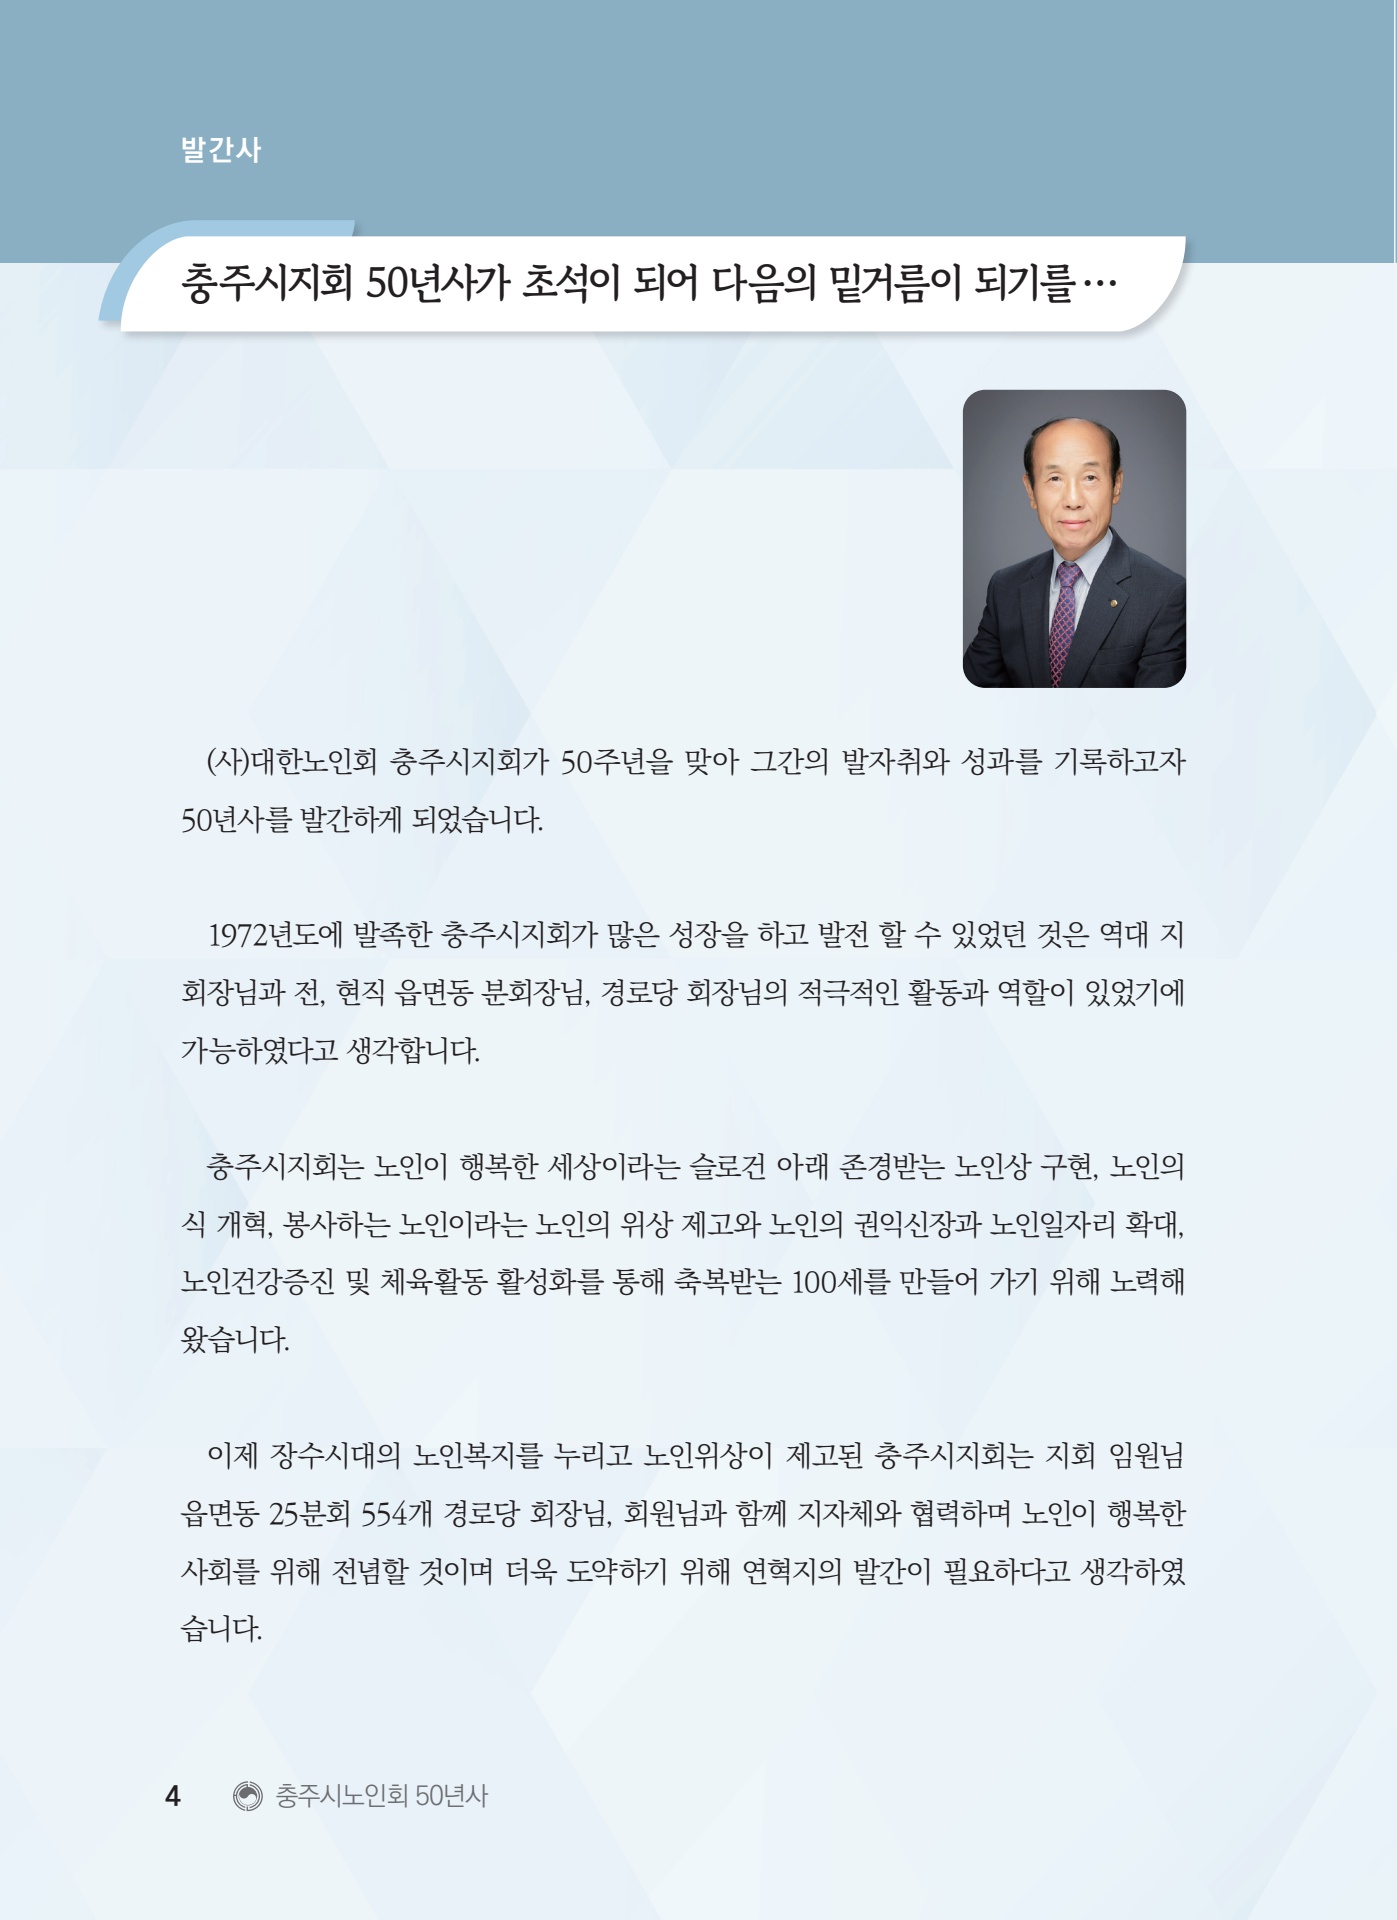 발간사
충주시지회 50년사가 초석이 되어 다음의 밑거름이 되기를…
(사)대한노인회 충주시지회가 50주년을 맞아 그간의 발자취와 성과를 기록하고자
50년사를 발간하게 되었습니다.
1972년도에 발족한 충주시지회가 많은 성장을 하고 발전 할 수 있었던 것은 역대 지
회장님과 전, 현직 읍면동 분회장님, 경로당 회장님의 적극적인 활동과 역할이 있었기에
가능하였다고 생각합니다.
충주시지회는 노인이 행복한 세상이라는 슬로건 아래 존경받는 노인상 구현, 노인의
식 개혁, 봉사하는 노인이라는 노인의 위상 제고와 노인의 권익신장과 노인일자리 확대,
노인건강증진 및 체육활동 활성화를 통해 축복받는 100세를 만들어 가기 위해 노력해
왔습니다.
이제 장수시대의 노인복지를 누리고 노인위상이 제고된 충주시지회는 지회 임원님
읍면동 25분회 554개 경로당 회장님, 회원님과 함께 지자체와 협력하며 노인이 행복한
사회를 위해 전념할 것이며 더욱 도약하기 위해 연혁지의 발간이 필요하다고 생각하였
습니다.
4 충주시노인회 50년사